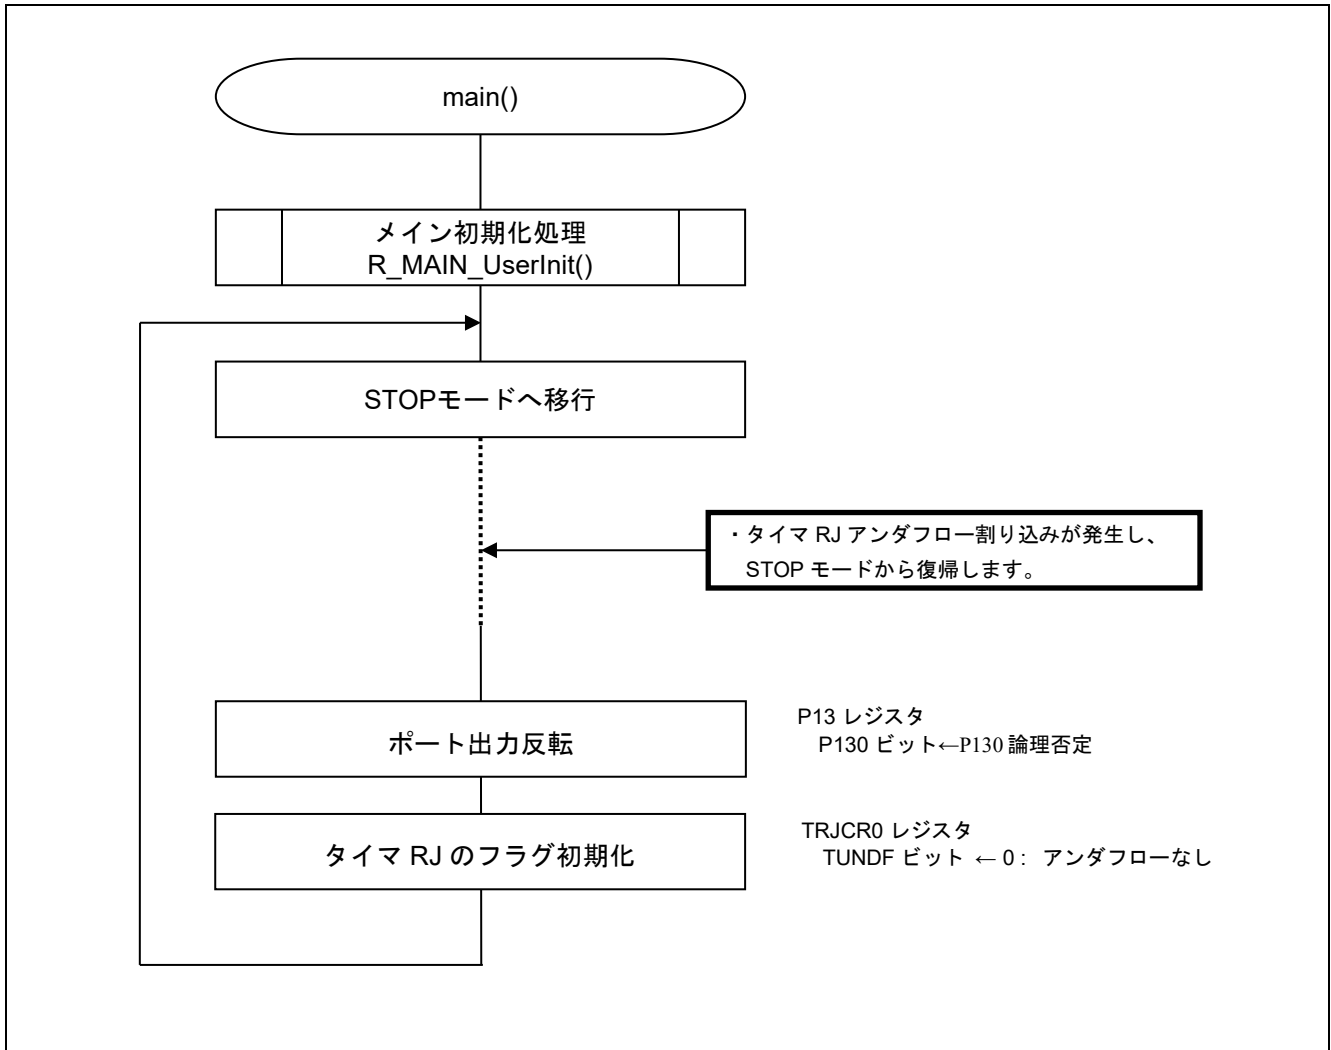 main()
メイン初期化処理
R_MAIN_UserInit()
STOPモードへ移行
・タイマ RJ アンダフロー割り込みが発生し、
STOP モードから復帰します。
ポート出力反転
P13 レジスタ
P130 ビット←P130 論理否定
タイマ RJ のフラグ初期化
TRJCR0 レジスタ
TUNDF ビット ← 0 : アンダフローなし